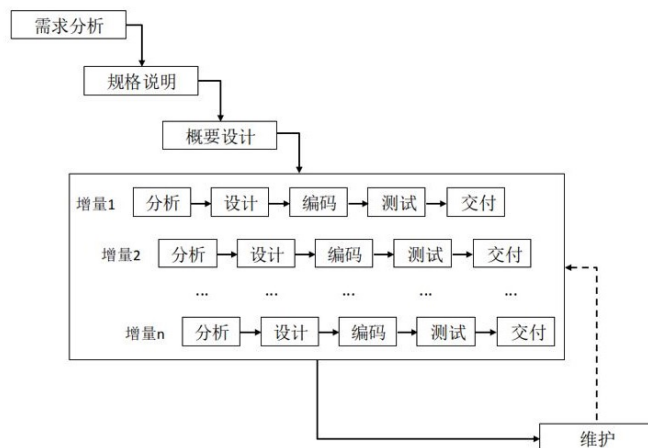 需求分析
规格说明
概要设计
增量1 分析 设计 编码 测试 交付
增量2 分析 设计 编码 测试 交付
... ... ... ... ...
增量n 分析 设计 编码 测试 交付
维护